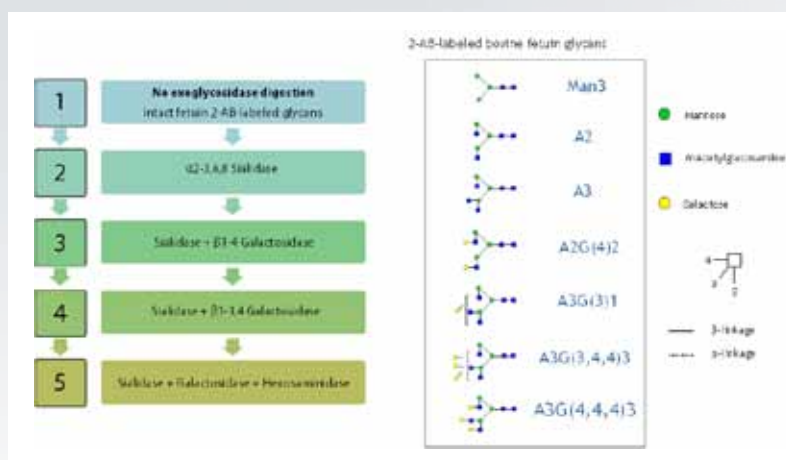 2-AB-labeled bovine fetuin glycans
1
No exoglycosidase digestion
intact fetuin 2-AB labeled glycans
2
α2-3,6,8 Sialidase
3
Sialidase + β1-4 Galactosidase
4
Sialidase + β1-3,4 Galactosidase
5
Sialidase + Galactosidase + Hexosaminidase
Man3
A2
A3
A2G(4)2
A3G(3)1
A3G(3,4,4)3
A3G(4,4,4)3
Mannose
N-acetylglucosamine
Galactose
β-linkage
α-linkage